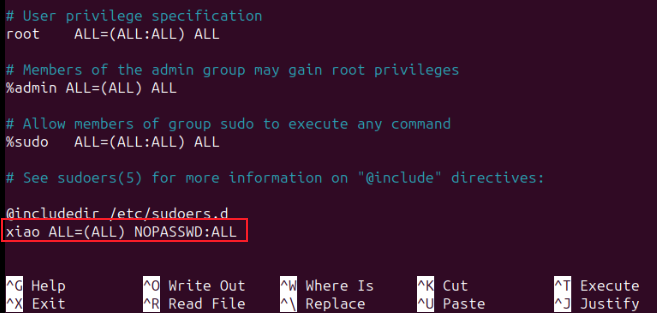 # User privilege specification
root    ALL=(ALL:ALL) ALL
# Members of the admin group may gain root privileges
%admin ALL=(ALL) ALL
# Allow members of group sudo to execute any command
%sudo   ALL=(ALL:ALL) ALL
# See sudoers(5) for more information on "@include" directives:
@includedir /etc/sudoers.d
xiao ALL=(ALL) NOPASSWD:ALL
^G Help ^O Write Out ^W Where Is ^K Cut ^T Execute
^X Exit ^R Read File ^\ Replace ^U Paste ^J Justify